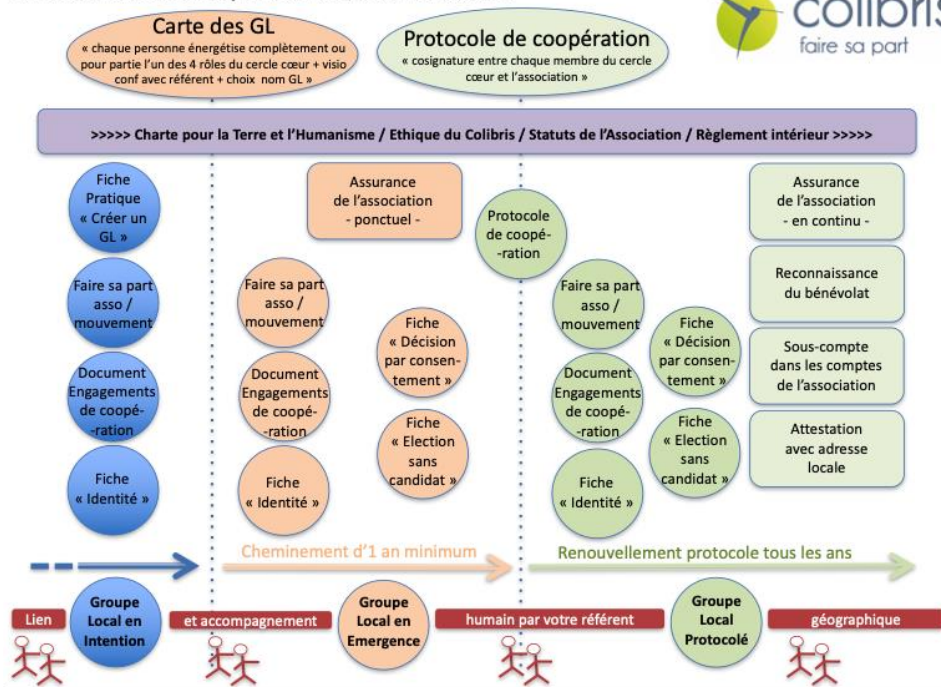 Carte des GL
« chaque personne énergétise complètement ou
pour partie l'un des 4 rôles du cercle cœur + visio
conf avec référent + choix nom GL »
Protocole de coopération
« cosignature entre chaque membre du cercle
cœur et l'association »
colibris
faire sa part
>>>>> Charte pour la Terre et l'Humanisme / Ethique du Colibris / Statuts de l'Association / Règlement intérieur >>>>>
Fiche
Pratique
« Créer un
GL »
Faire sa part
asso /
mouvement
Document
Engagements
de coopé-
-ration
Fiche
« Identité »
Assurance
de l'association
- ponctuel -
Faire sa part
asso /
mouvement
Document
Engagements
de coopé-
-ration
Fiche
« Identité »
Fiche
« Décision
par consen-
tement »
Fiche
« Election
sans
candidat »
Protocole
de coopé-
-ration
Faire sa part
asso /
mouvement
Document
Engagements
de coopé-
-ration
Fiche
« Identité »
Fiche
« Décision
par consen-
tement »
Fiche
« Election
sans
candidat »
Assurance
de l'association
- en continu -
Reconnaissance
du bénévolat
Sous-compte
dans les comptes
de l'association
Attestation
avec adresse
locale
Cheminement d'1 an minimum
Renouvellement protocole tous les ans
Lien
Groupe
Local en
Intention
et accompagnement
Groupe
Local en
Emergence
humain par votre référent
Groupe
Local
Protocolé
géographique